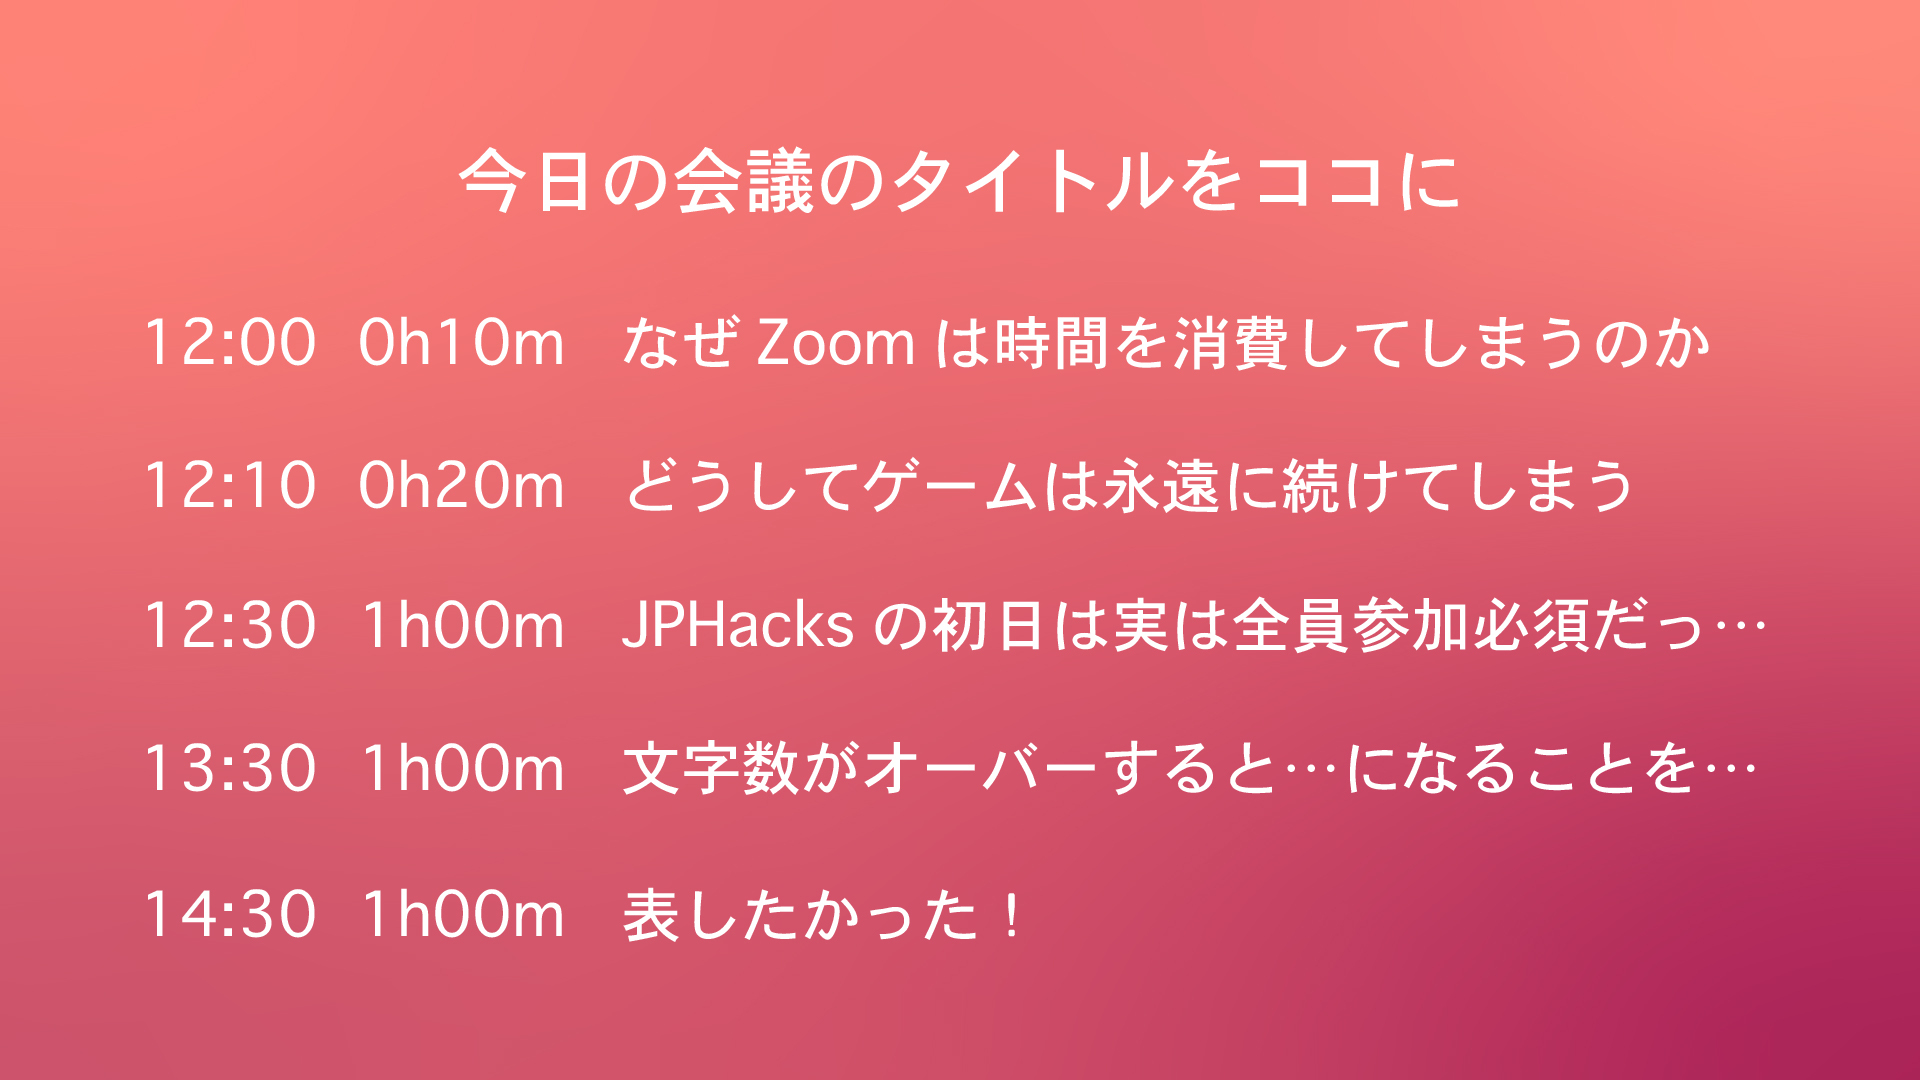 今日の会議のタイトルをココに
12:00 0h10m なぜ Zoom は時間を消費してしまうのか
12:10 0h20m どうしてゲームは永遠に続けてしまう
12:30 1h00m JPHacks の初日は実は全員参加必須だっ…
13:30 1h00m 文字数がオーバーすると…になることを…
14:30 1h00m 表したかった！